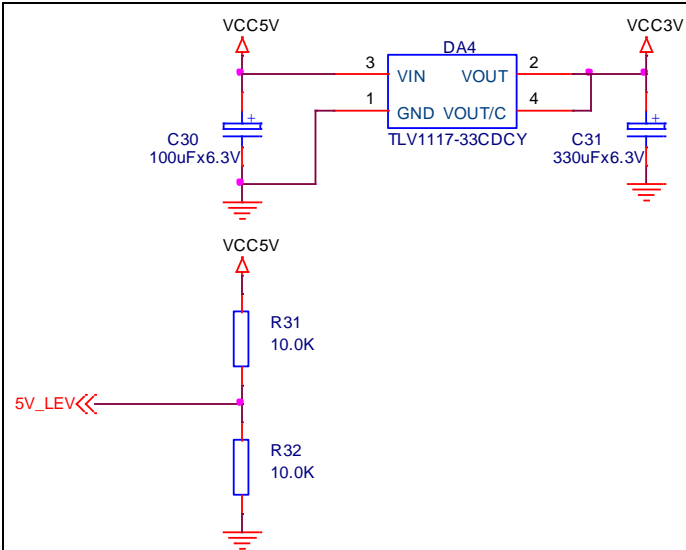 VCC5V
VCC3V
DA4
3
VIN
VOUT
2
1
GND
VOUT/C
4
+
C30
100uFx6.3V
TLV1117-33CDCY
+
C31
330uFx6.3V
VCC5V
R31
10.0K
5V_LEV
R32
10.0K